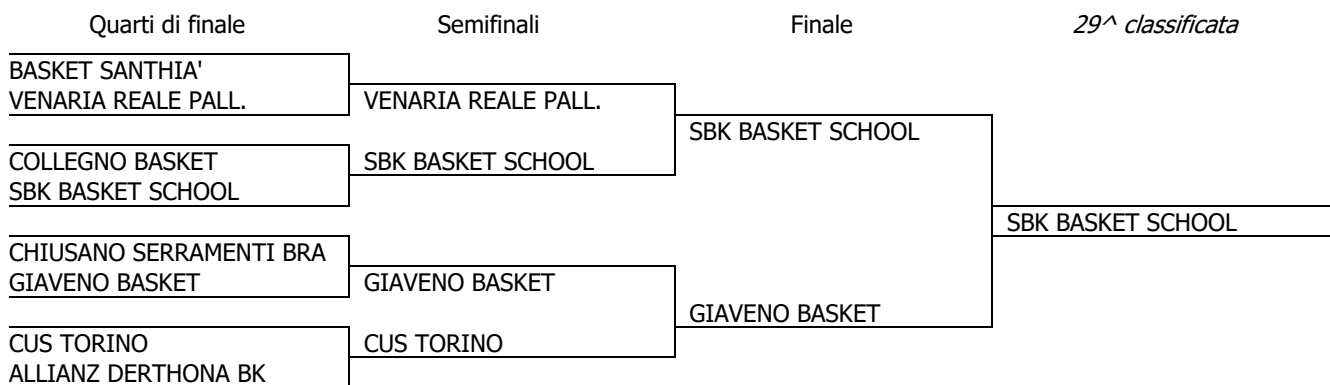 Quarti di finale Semifinali Finale 29^ classificata
BASKET SANTHIA'
VENARIA REALE PALL. VENARIA REALE PALL.
SBK BASKET SCHOOL
COLLEGNO BASKET SBK BASKET SCHOOL
SBK BASKET SCHOOL
SBK BASKET SCHOOL
CHIUSANO SERRAMENTI BRA
GIAVENO BASKET GIAVENO BASKET
GIAVENO BASKET
CUS TORINO CUS TORINO
ALLIANZ DERTHONA BK